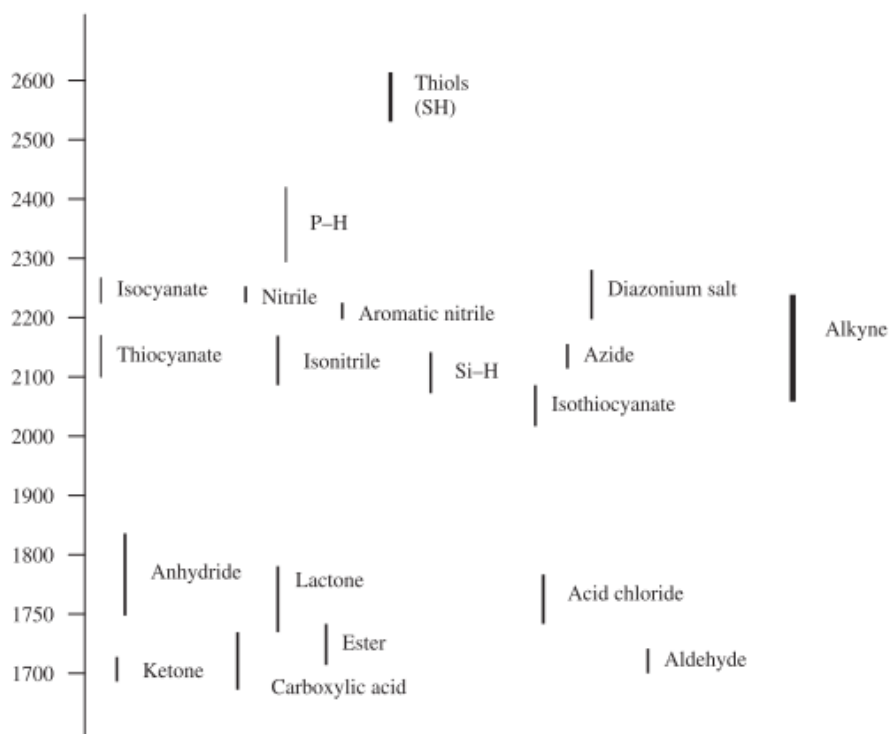 2600
Thiols
(SH)
2500
2400
P–H
2300
Isocyanate
Nitrile
Diazonium salt
2200
Aromatic nitrile
Alkyne
Thiocyanate
Isonitrile
Azide
2100
Si–H
Isothiocyanate
2000
1900
1800
Anhydride
Lactone
Acid chloride
1750
Ester
Aldehyde
1700
Ketone
Carboxylic acid